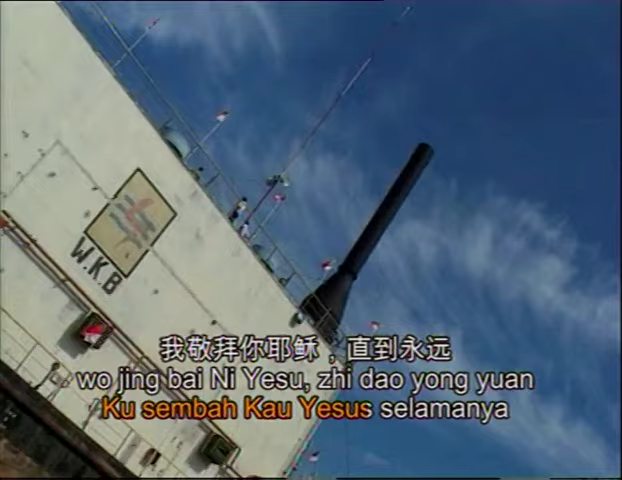 W.K.B
我敬拜你耶稣，直到永远
wo jing bai Ni Yesu, zhi dao yong yuan
Ku sembah Kau Yesus selamanya